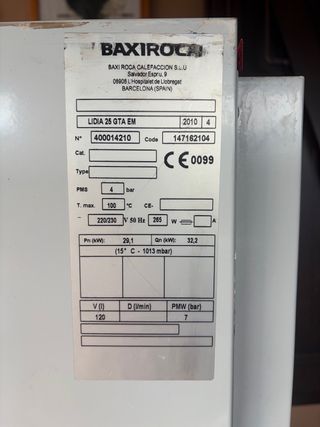 BAXIROCA
BAXI ROCA CALEFACCION S.L.U
Salvador Espriu, 9
08908 L'Hospitalet de Llobregat
BARCELONA (SPAIN)
LIDIA 25 GTA EM 2010 4
N° 400014210 Code 147162104
Cat.
Type
CE 0099
PMS 4 bar
T. max. 100 °C CE-
~ 220/230 V 50 Hz 265 W A
Pn (kW): 29,1 Qn (kW): 32,2
(15° C - 1013 mbar)
V (l) D (l/min) PMW (bar)
120 7